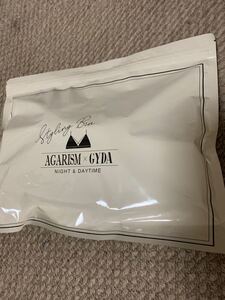 Styling Bra
AGARISM × GYDA
NIGHT & DAYTIME